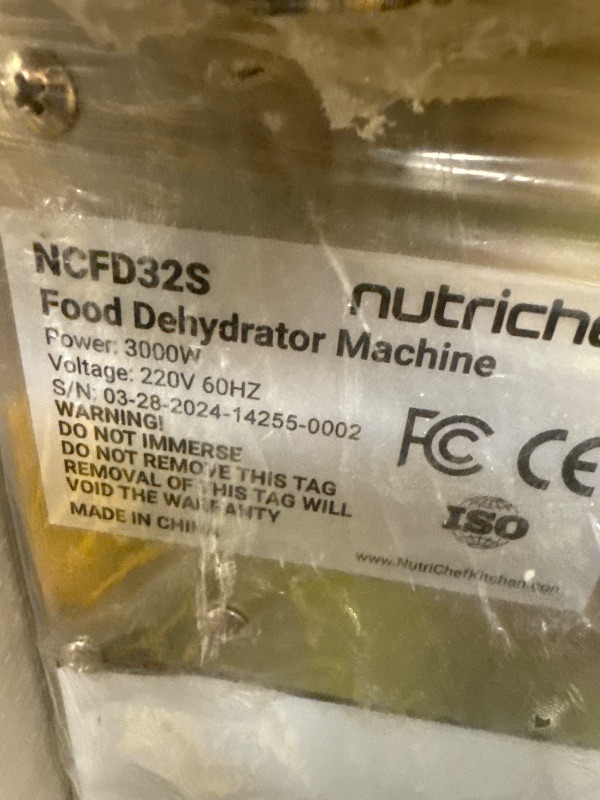 NCFD32S
nutriche
Food Dehydrator Machine
Power: 3000W
Voltage: 220V 60HZ
S/N: 03-28-2024-14255-0002
WARNING!
DO NOT IMMERSE
DO NOT REMOVE THIS TAG
REMOVAL OF THIS TAG WILL
VOID THE WARRANTY
MADE IN CHINA
FC CE
ISO
www.NutriChefKitchen.com